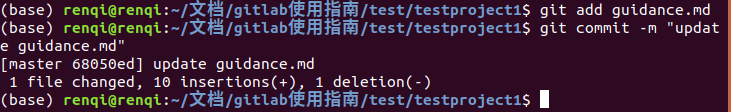 (base) renqi@renqi:~/文档/gitlab使用指南/test/testproject1$ git add guidance.md
(base) renqi@renqi:~/文档/gitlab使用指南/test/testproject1$ git commit -m "updat
e guidance.md"
[master 68050ed] update guidance.md
 1 file changed, 10 insertions(+), 1 deletion(-)
(base) renqi@renqi:~/文档/gitlab使用指南/test/testproject1$